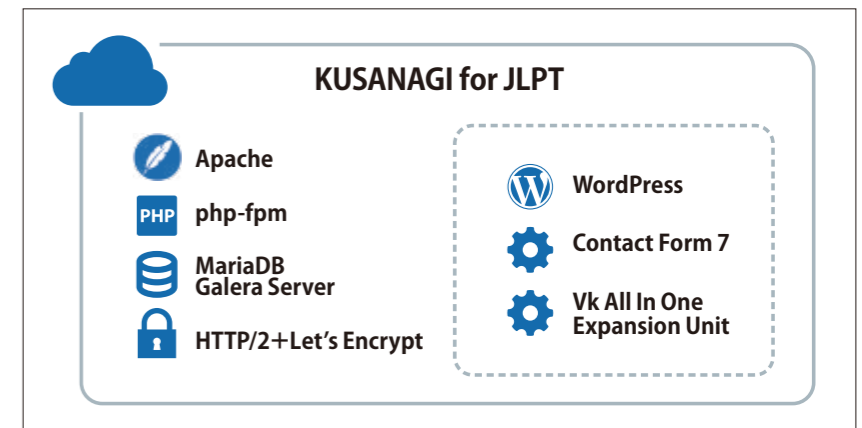 KUSANAGI for JLPT
Apache
PHP
php-fpm
MariaDB
Galera Server
HTTP/2+Let's Encrypt
WordPress
Contact Form 7
Vk All In One
Expansion Unit